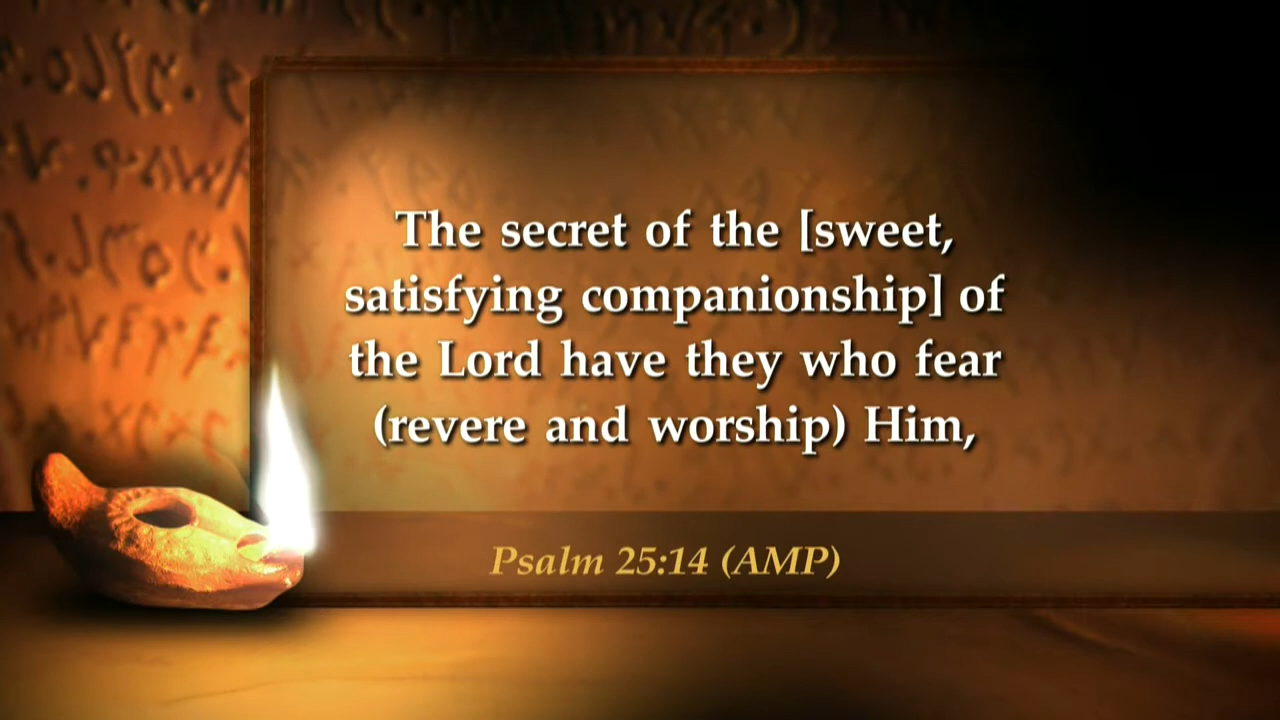 The secret of the [sweet,
satisfying companionship] of
the Lord have they who fear
(revere and worship) Him,
Psalm 25:14 (AMP)